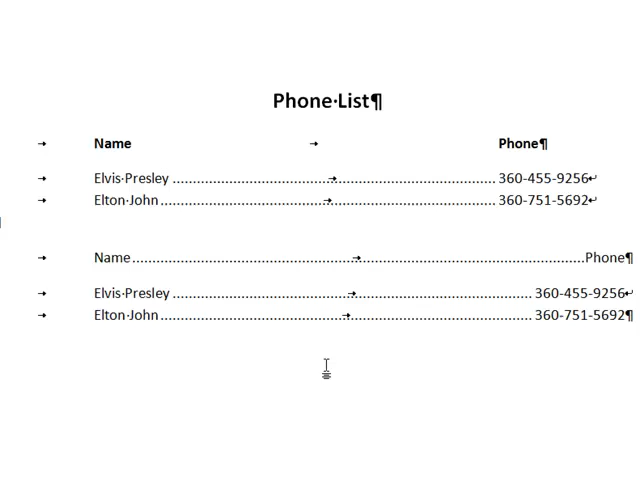 Phone·List¶
→ Name → Phone¶
→ Elvis·Presley ......................................→...................................... 360-455-9256↵
→ Elton·John ......................................→...................................... 360-751-5692↵
→ Name ......................................→......................................Phone¶
→ Elvis·Presley ......................................→...................................... 360-455-9256↵
→ Elton·John ......................................→...................................... 360-751-5692¶